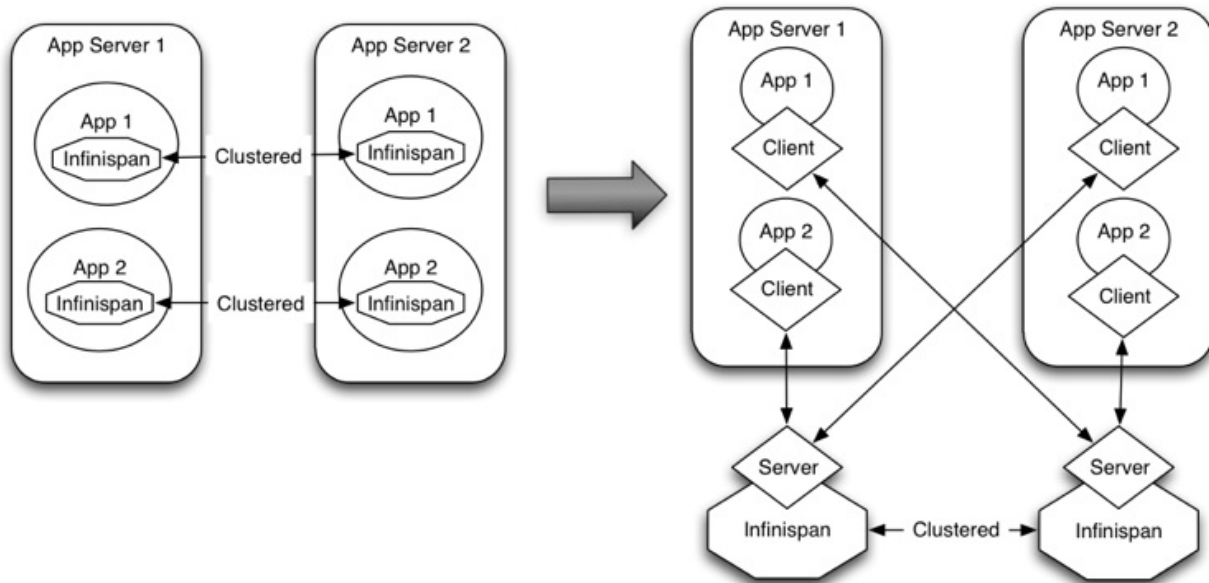 App Server 1
App 1
Infinispan
App 2
Infinispan
Clustered
Clustered
App Server 2
App 1
Infinispan
App 2
Infinispan
App Server 1
App 1
Client
App 2
Client
App Server 2
App 1
Client
App 2
Client
Server
Infinispan
Clustered
Server
Infinispan